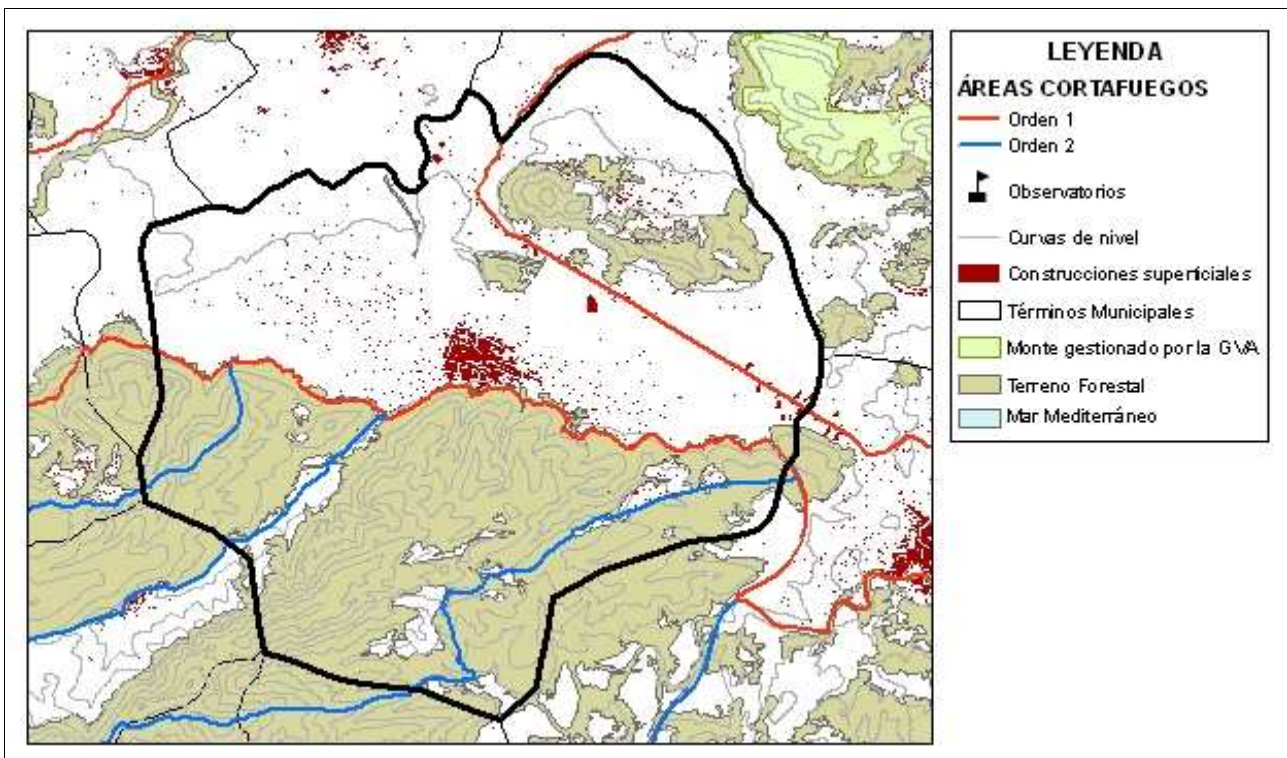 LEYENDA
ÁREAS CORTAFUEGOS
Orden 1
Orden 2
Observatorios
Curvas de nivel
Construcciones superficiales
Términos Municipales
Monte gestionado por la GVA
Terreno Forestal
Mar Mediterráneo